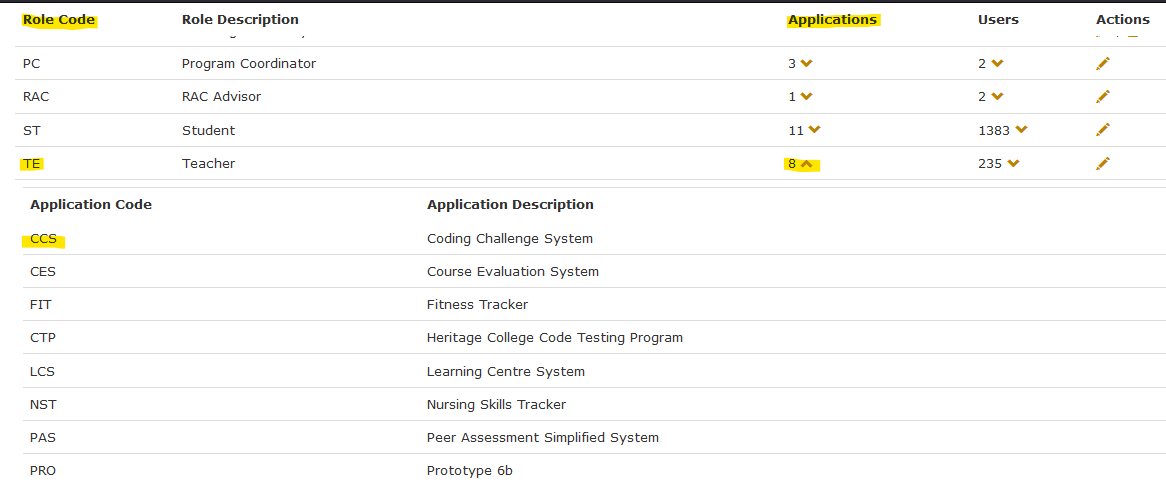 Role Code Role Description Applications Users Actions
PC Program Coordinator 3 2
RAC RAC Advisor 1 2
ST Student 11 1383
TE Teacher 8 235
Application Code Application Description
CCS Coding Challenge System
CES Course Evaluation System
FIT Fitness Tracker
CTP Heritage College Code Testing Program
LCS Learning Centre System
NST Nursing Skills Tracker
PAS Peer Assessment Simplified System
PRO Prototype 6b